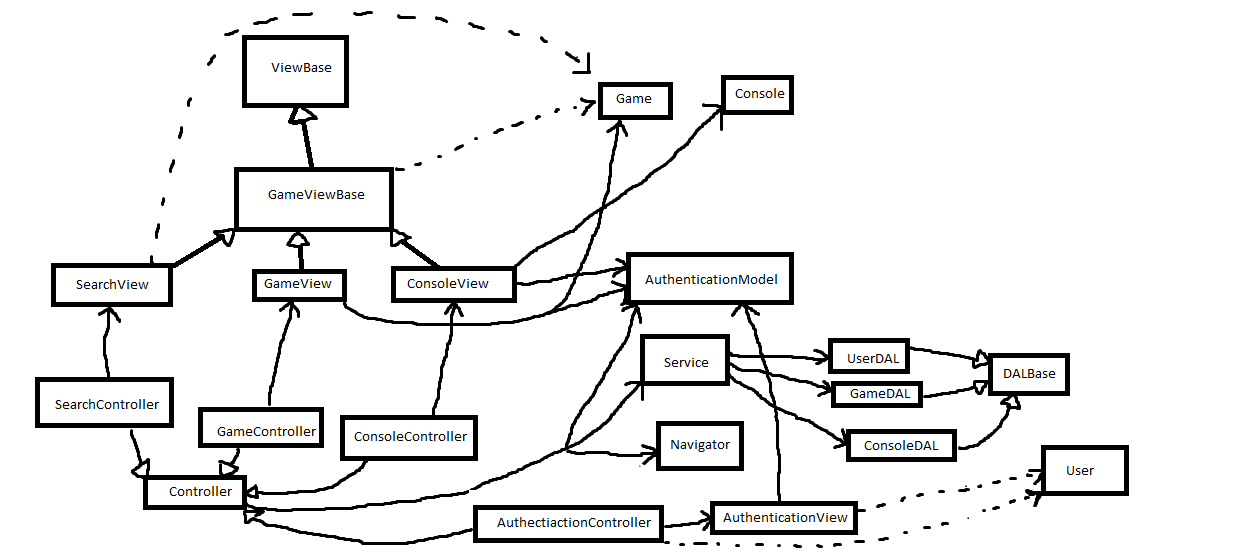 ViewBase
Game
Console
GameViewBase
SearchView
GameView
ConsoleView
AuthenticationModel
Service
UserDAL
DALBase
GameDAL
SearchController
GameController
ConsoleController
Navigator
ConsoleDAL
User
Controller
AuthectiactionController
AuthenticationView